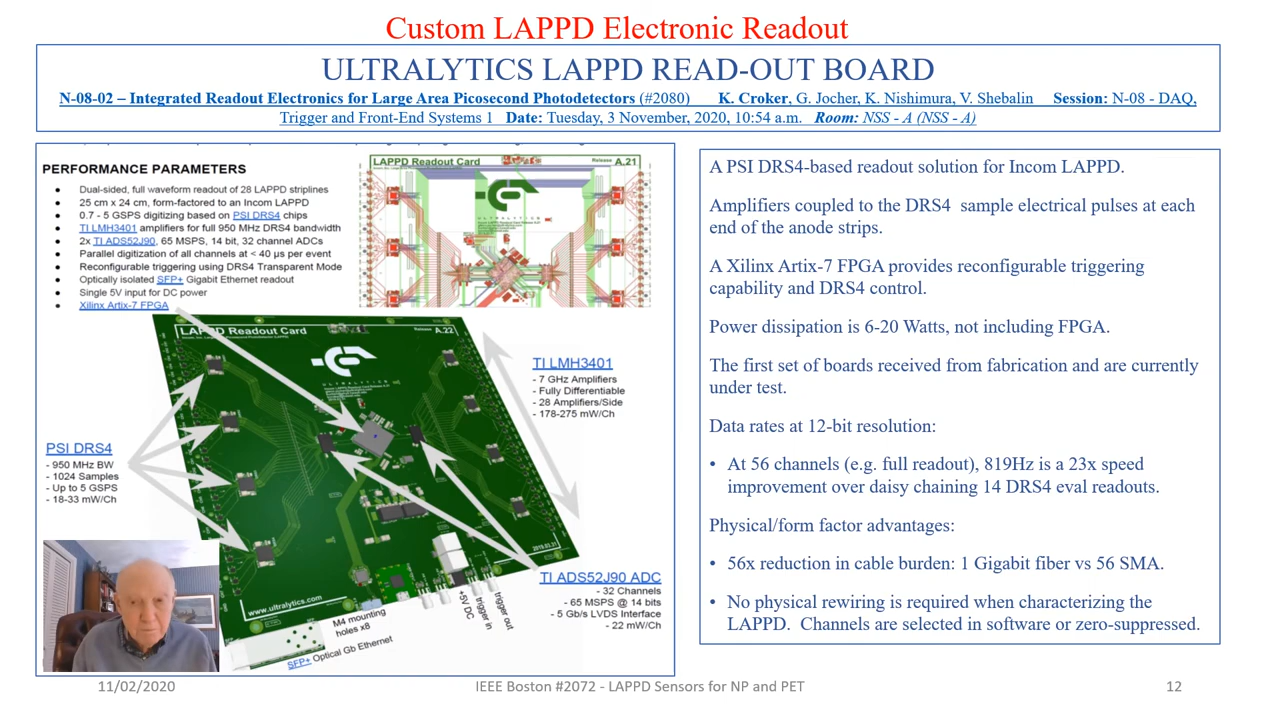 Custom LAPPD Electronic Readout
ULTRALYTICS LAPPD READ-OUT BOARD
N-08-02 – Integrated Readout Electronics for Large Area Picosecond Photodetectors (#2080) K. Croker, G. Jocher, K. Nishimura, V. Shebalin Session: N-08 - DAQ,
Trigger and Front-End Systems 1 Date: Tuesday, 3 November, 2020, 10:54 a.m. Room: NSS - A (NSS - A)
PERFORMANCE PARAMETERS
• Dual-sided, full waveform readout of 28 LAPPD striplines
• 25 cm x 24 cm, form-factored to an Incom LAPPD
• 0.7 - 5 GSPS digitizing based on PSI DRS4 chips
• TI LMH3401 amplifiers for full 950 MHz DRS4 bandwidth
• 2x TI ADS52J90, 65 MSPS, 14 bit, 32 channel ADCs
• Parallel digitization of all channels at < 40 µs per event
• Reconfigurable triggering using DRS4 Transparent Mode
• Optically isolated SFP+ Gigabit Ethernet readout
• Single 5V input for DC power
• Xilinx Artix-7 FPGA
LAPPD Readout Card
Release A.21
ULTRALYTICS
LAPPD Readout Card
Release A.22
ULTRALYTICS
TI LMH3401
- 7 GHz Amplifiers
- Fully Differentiable
- 28 Amplifiers/Side
- 178-275 mW/Ch
PSI DRS4
- 950 MHz BW
- 1024 Samples
- Up to 5 GSPS
- 18-33 mW/Ch
TI ADS52J90 ADC
- 32 Channels
- 65 MSPS @ 14 bits
- 5 Gb/s LVDS Interface
- 22 mW/Ch
www.ultralytics.com
M4 mounting
holes x8
+5V DC
trigger in
trigger out
SFP+ Optical Gb Ethernet
A PSI DRS4-based readout solution for Incom LAPPD.
Amplifiers coupled to the DRS4 sample electrical pulses at each
end of the anode strips.
A Xilinx Artix-7 FPGA provides reconfigurable triggering
capability and DRS4 control.
Power dissipation is 6-20 Watts, not including FPGA.
The first set of boards received from fabrication and are currently
under test.
Data rates at 12-bit resolution:
• At 56 channels (e.g. full readout), 819Hz is a 23x speed
improvement over daisy chaining 14 DRS4 eval readouts.
Physical/form factor advantages:
• 56x reduction in cable burden: 1 Gigabit fiber vs 56 SMA.
• No physical rewiring is required when characterizing the
LAPPD. Channels are selected in software or zero-suppressed.
11/02/2020
IEEE Boston #2072 - LAPPD Sensors for NP and PET
12